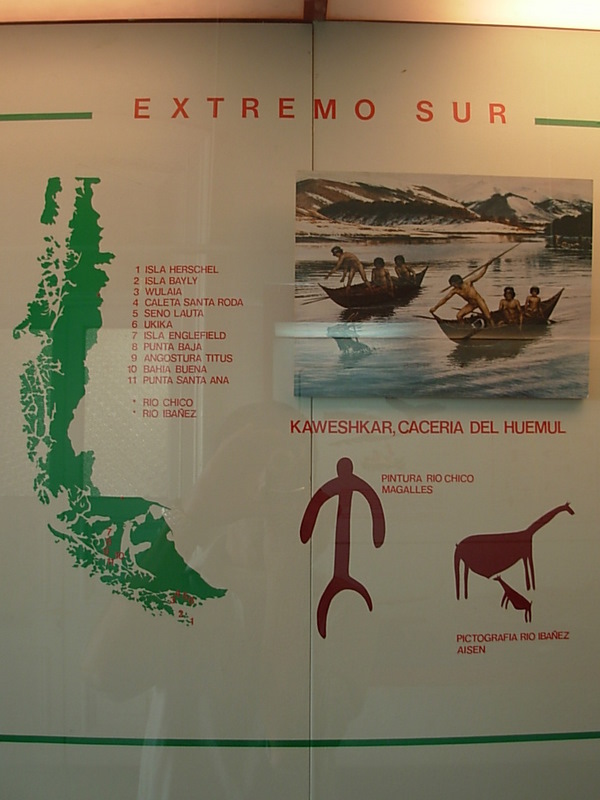 EXTREMO SUR
1 ISLA HERSCHEL
2 ISLA BAYLY
3 WULAIA
4 CALETA SANTA RODA
5 SENO LAUTA
6 UKIKA
7 ISLA ENGLEFIELD
8 PUNTA BAJA
9 ANGOSTURA TITUS
10 BAHIA BUENA
11 PUNTA SANTA ANA
* RIO CHICO
* RIO IBAÑEZ
KAWESHKAR, CACERIA DEL HUEMUL
PINTURA RIO CHICO
MAGALLES
PICTOGRAFIA RIO IBAÑEZ
AISEN